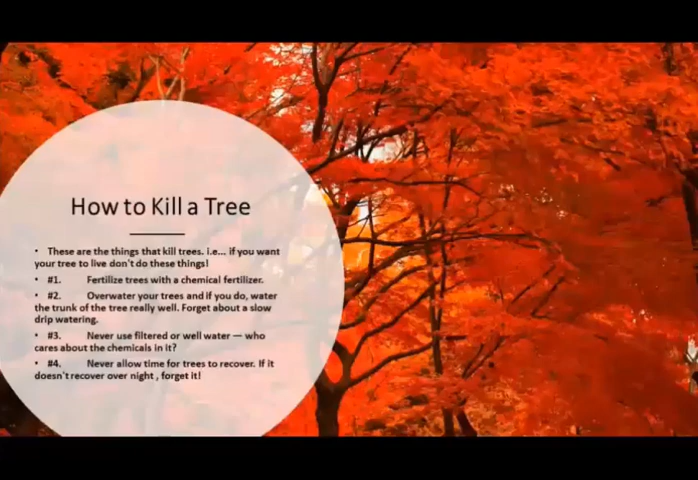 How to Kill a Tree
• These are the things that kill trees. i.e... if you want
your tree to live don't do these things!
• #1. Fertilize trees with a chemical fertilizer.
• #2. Overwater your trees and if you do, water
the trunk of the tree really well. Forget about a slow
drip watering.
• #3. Never use filtered or well water — who
cares about the chemicals in it?
• #4. Never allow time for trees to recover. If it
doesn't recover over night , forget it!